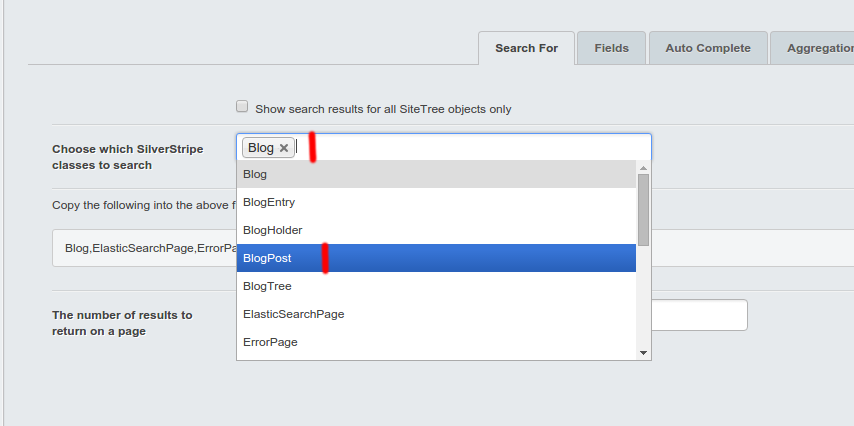 Search For
Fields
Auto Complete
Aggregation
Show search results for all SiteTree objects only
Choose which SilverStripe
classes to search
Blog
Blog
BlogEntry
BlogHolder
BlogPost
BlogTree
ElasticSearchPage
ErrorPage
Copy the following into the above f
Blog,ElasticSearchPage,ErrorPa
The number of results to
return on a page